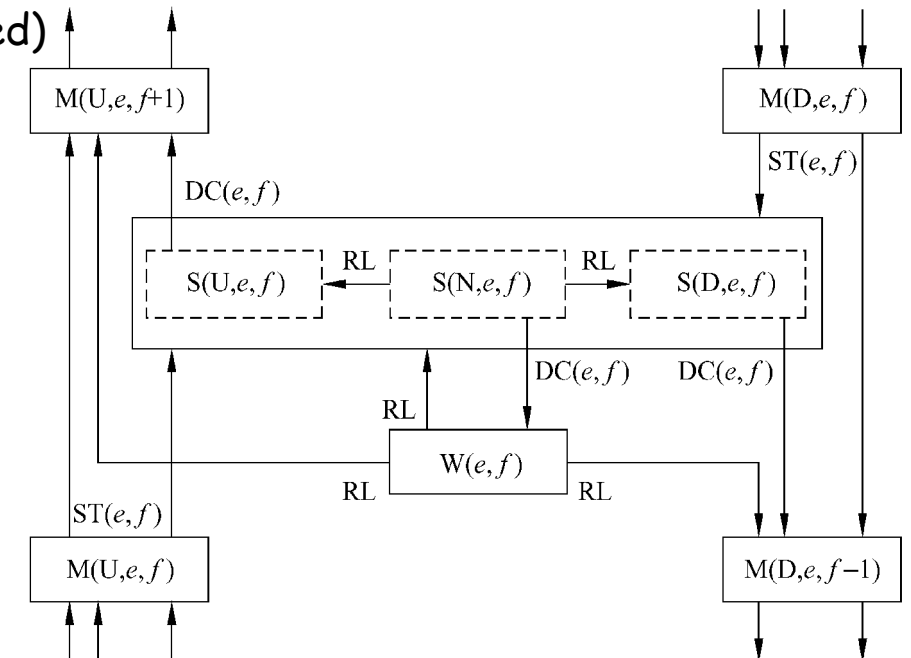 ed)
M(U,e,f+1)
M(D,e,f)
ST(e,f)
DC(e,f)
S(U,e,f)
RL
S(N,e,f)
RL
S(D,e,f)
DC(e,f)
DC(e,f)
RL
W(e,f)
RL
RL
ST(e,f)
M(U,e,f)
M(D,e,f−1)